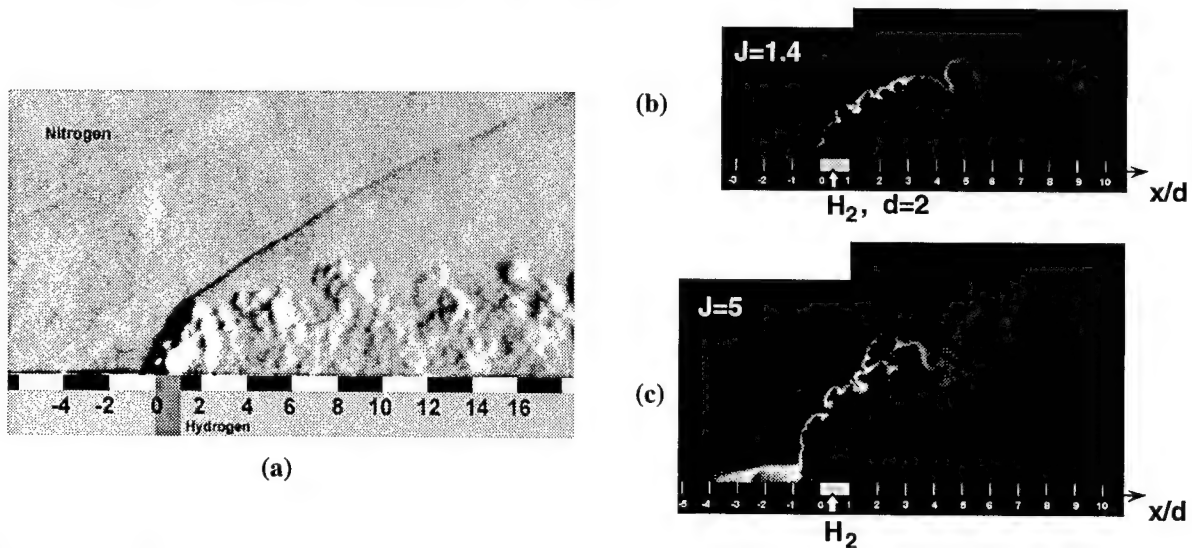 Nitrogen
-4 -2 0 2 4 6 8 10 12 14 16
Hydrogen
(a)
(b)
J=1.4
-3 -2 -1 0 1 2 3 4 5 6 7 8 9 10
x/d
H₂, d=2
(c)
J=5
-5 -4 -3 -2 -1 0 1 2 3 4 5 6 7 8 9 10
x/d
H₂